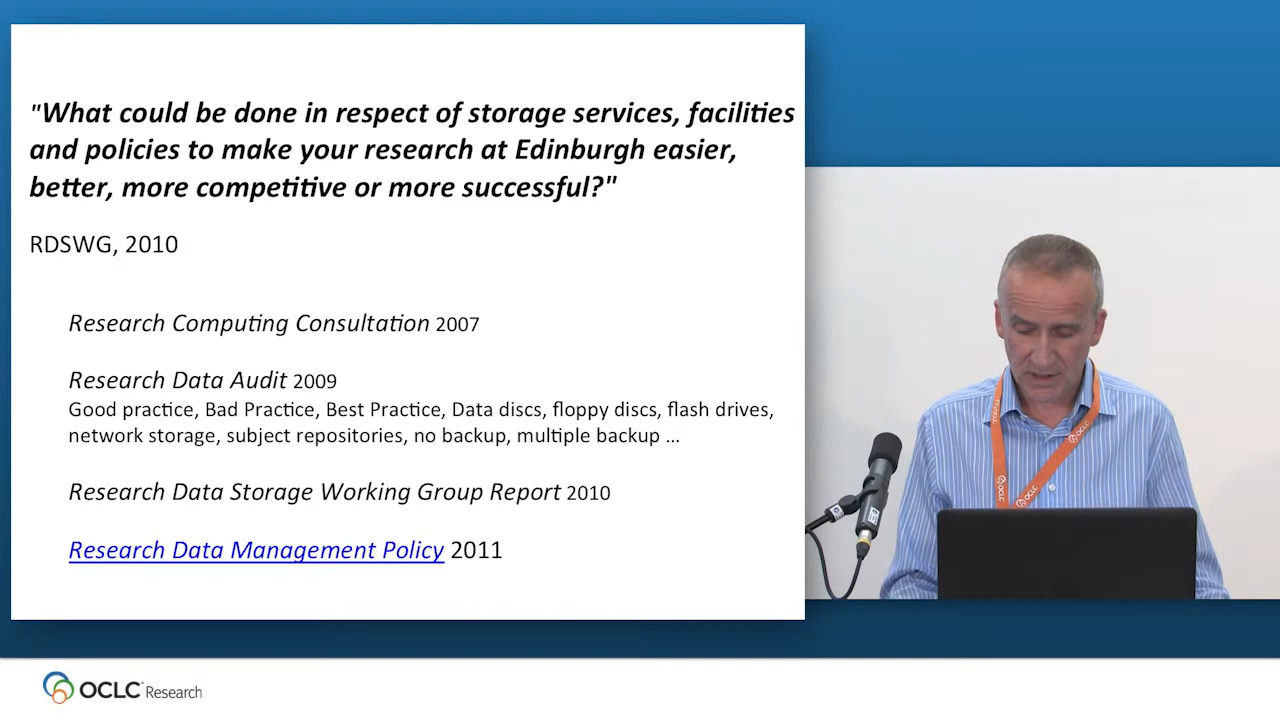 "What could be done in respect of storage services, facilities
and policies to make your research at Edinburgh easier,
better, more competitive or more successful?"
RDSWG, 2010
Research Computing Consultation 2007
Research Data Audit 2009
Good practice, Bad Practice, Best Practice, Data discs, floppy discs, flash drives,
network storage, subject repositories, no backup, multiple backup ...
Research Data Storage Working Group Report 2010
Research Data Management Policy 2011
OCLC
OCLC
OCLC
OCLC Research